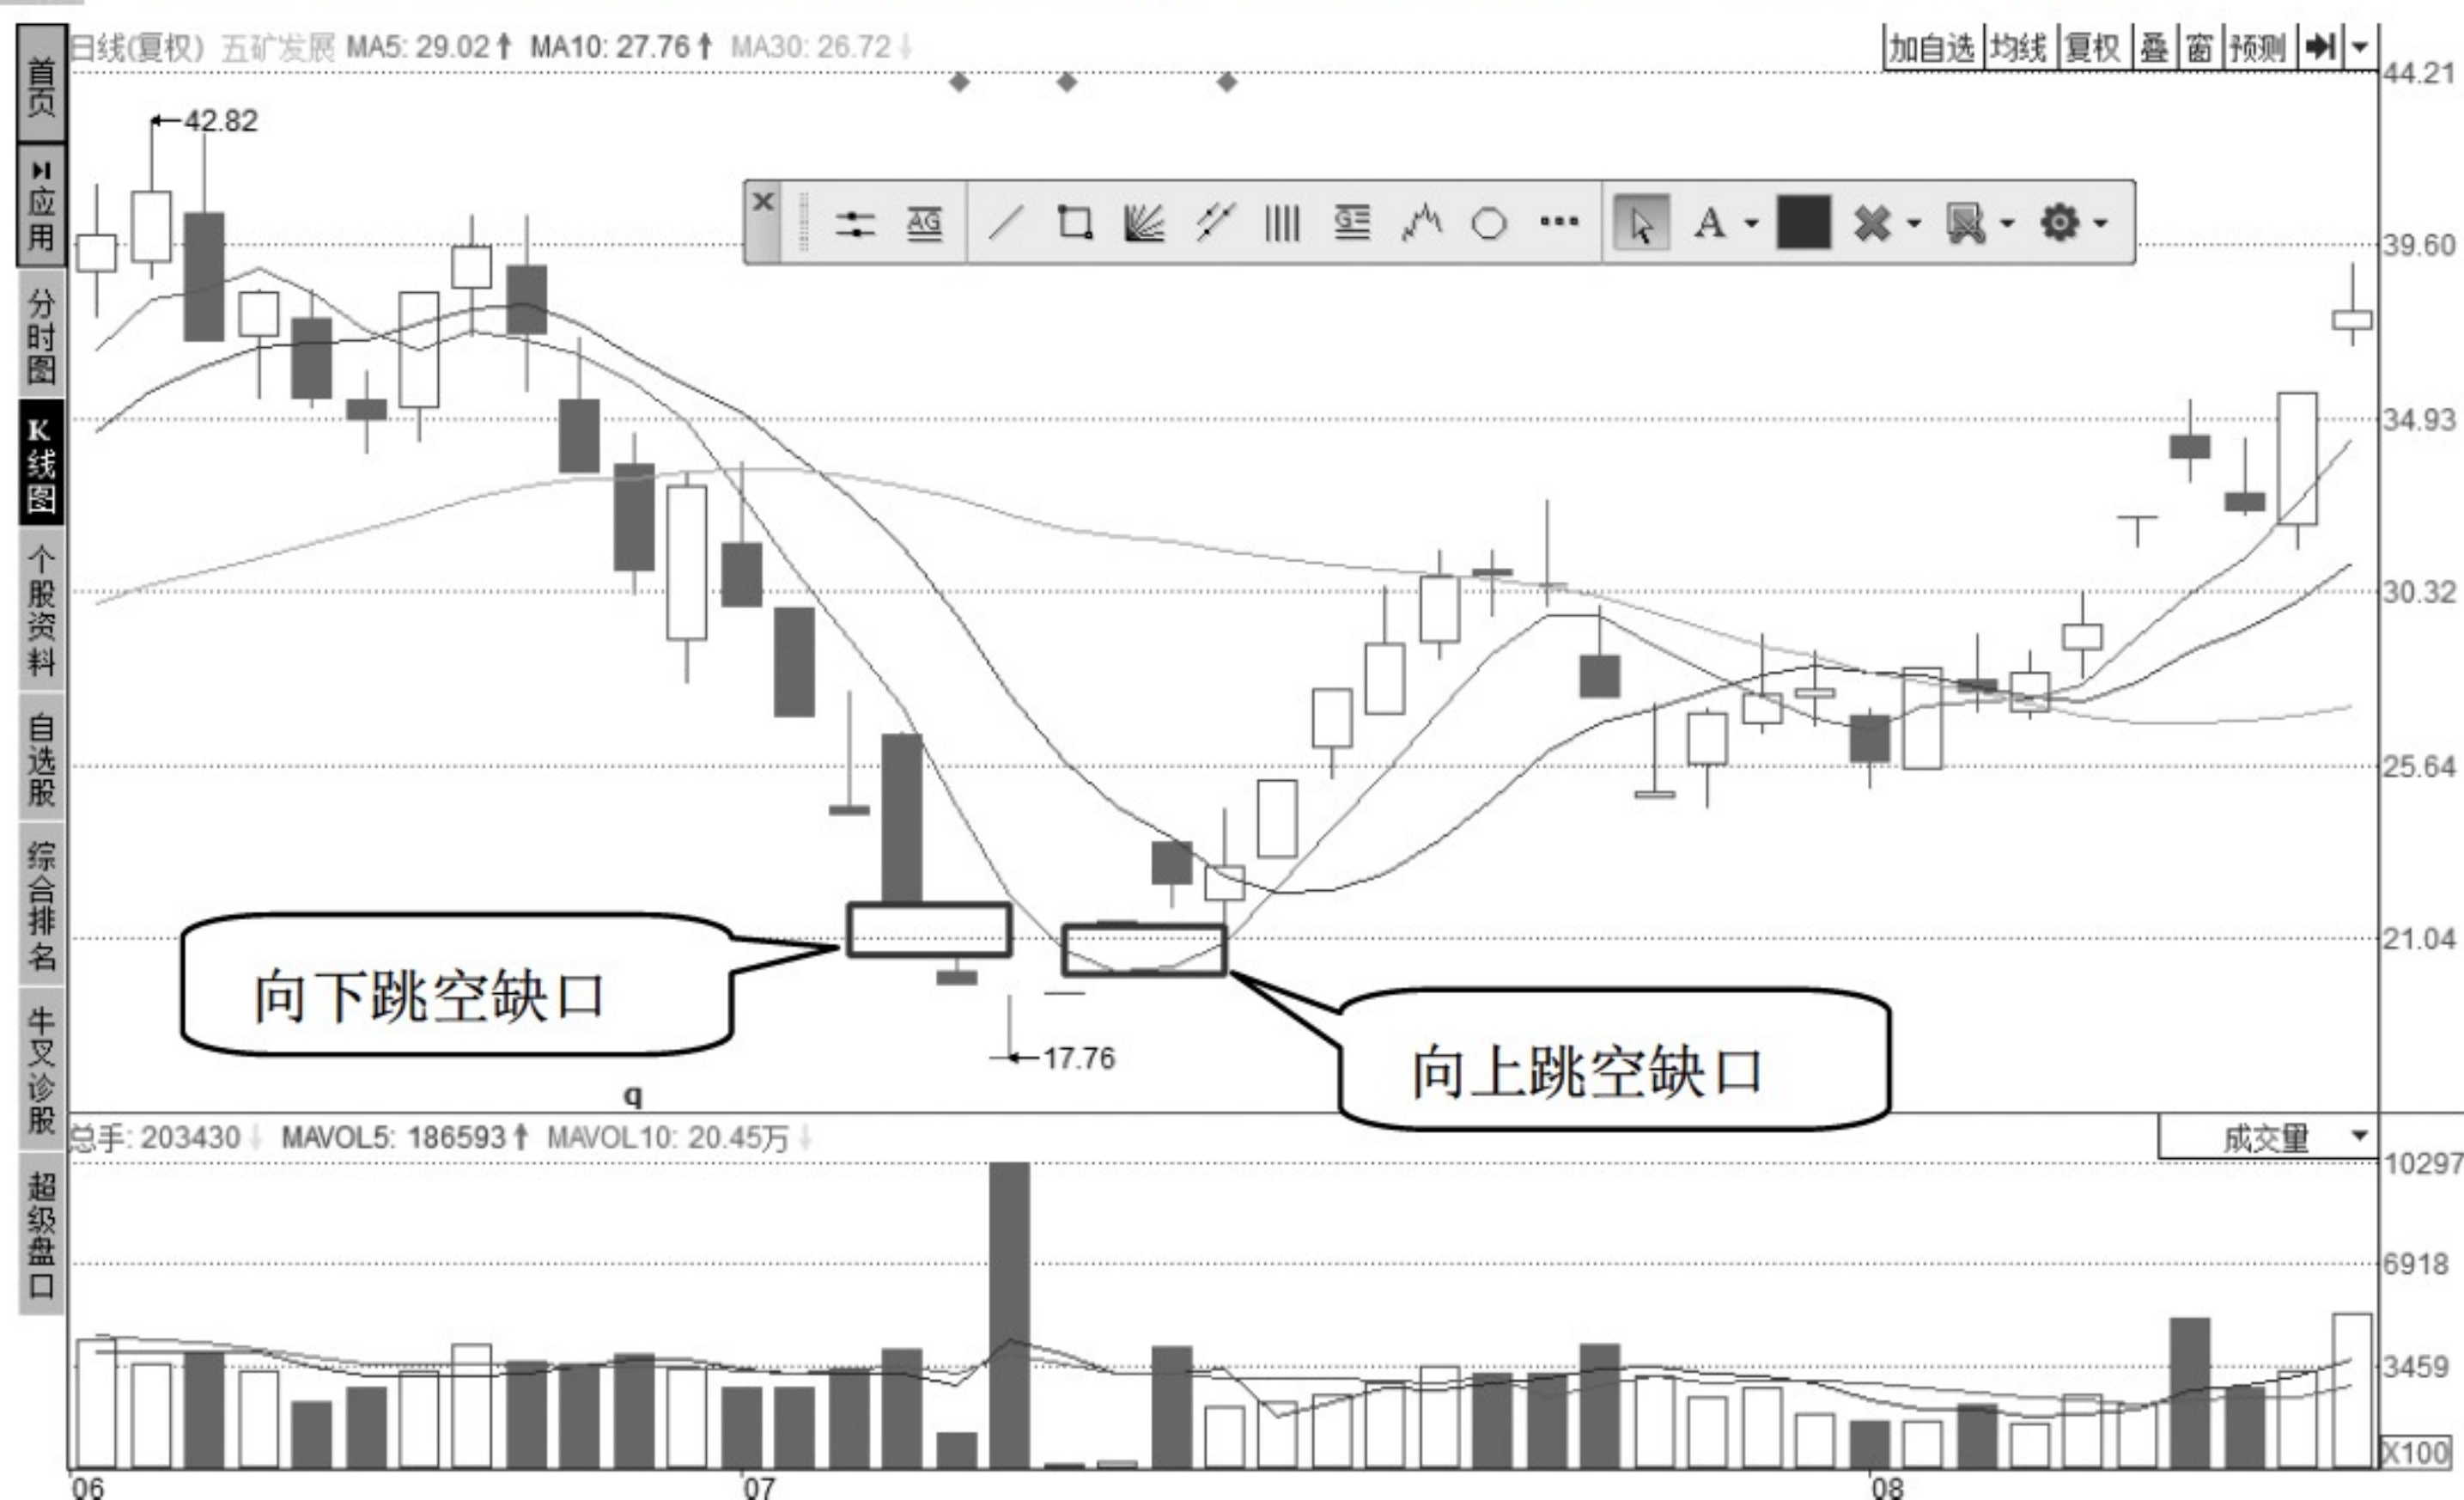 日线(复权) 五矿发展 MA5: 29.02↑ MA10: 27.76↑ MA30: 26.72↓
加自选 均线 复权 叠 窗 预测
首页
应用
分时图
K线图
个股资料
自选股
综合排名
牛叉诊股
超级盘口
44.21
42.82
AG
G
A
39.60
34.93
30.32
25.64
21.04
向下跳空缺口
向上跳空缺口
17.76
q
总手: 203430↓ MAVOL5: 186593↑ MAVOL10: 20.45万↓
成交量
10297
6918
3459
X100
06
07
08